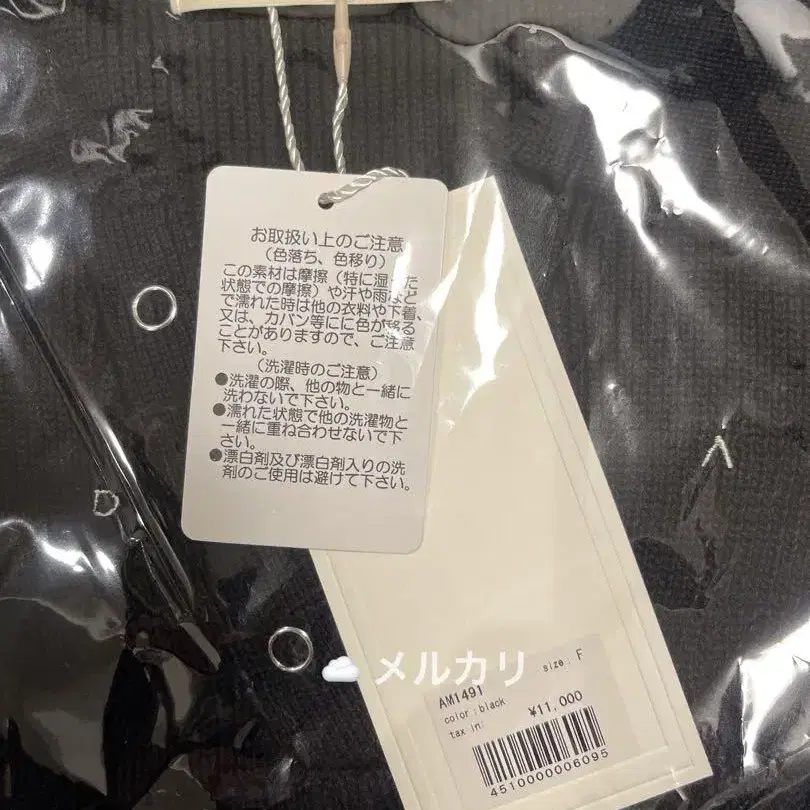 お取扱い上のご注意
(色落ち、色移り)
この素材は摩擦(特に湿った
状態での摩擦)や汗や雨など
で濡れた時は他の衣料や下着、
又は、カバン等にに色が移る
ことがありますので、ご注意
下さい。
(洗濯時のご注意)
●洗濯の際、他の物と一緒に
洗わないで下さい。
●濡れた状態で他の洗濯物と
一緒に重ね合わせないで下
さい。
●漂白剤及び漂白剤入りの洗
剤のご使用は避けて下さい。
D
Λ
メルカリ
AM1491 size: F
color:black
tax in: ¥11,000
4510000006095